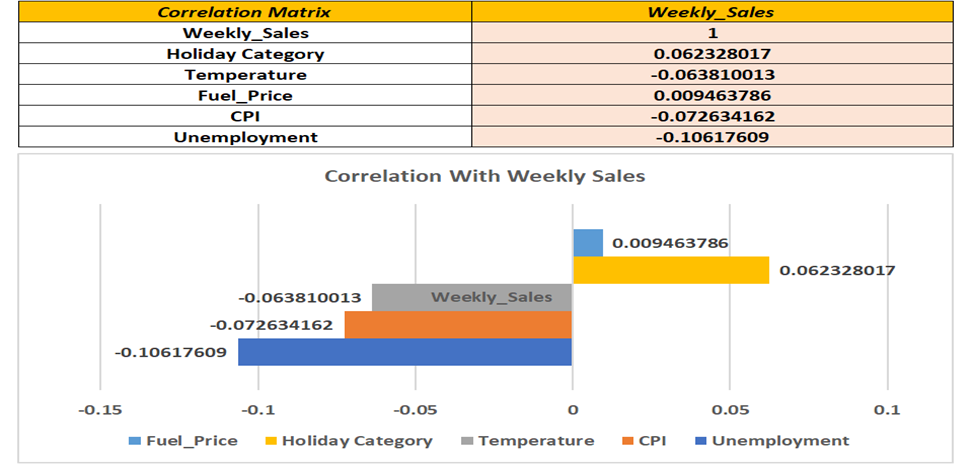 Correlation Matrix Weekly_Sales
Weekly_Sales 1
Holiday Category 0.062328017
Temperature -0.063810013
Fuel_Price 0.009463786
CPI -0.072634162
Unemployment -0.10617609
Correlation With Weekly Sales
0.009463786
0.062328017
-0.063810013 Weekly_Sales
-0.072634162
-0.10617609
-0.15 -0.1 -0.05 0 0.05 0.1
Fuel_Price Holiday Category Temperature CPI Unemployment